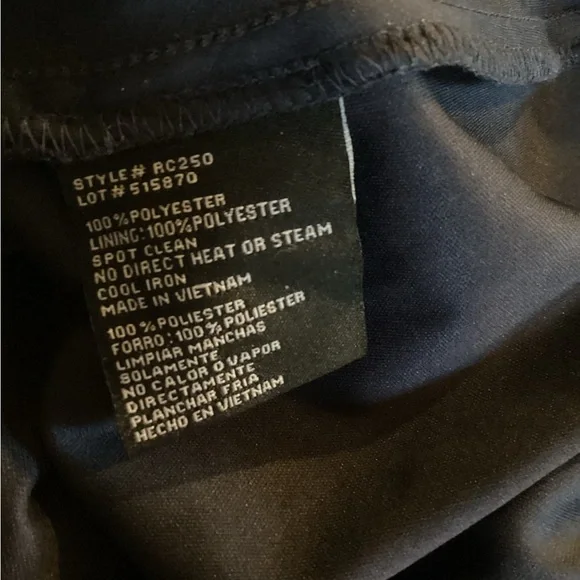 STYLE# RC250
LOT#515870
100%POLYESTER
LINING:100%POLYESTER
SPOT CLEAN
NO DIRECT HEAT OR STEAM
COOL IRON
MADE IN VIETNAM
100%POLIESTER
FORRO:100%POLIESTER
LIMPIAR MANCHAS
SOLAMENTE
NO CALOR O VAPOR
DIRECTAMENTE
PLANCHAR FRIA
HECHO EN VIETNAM